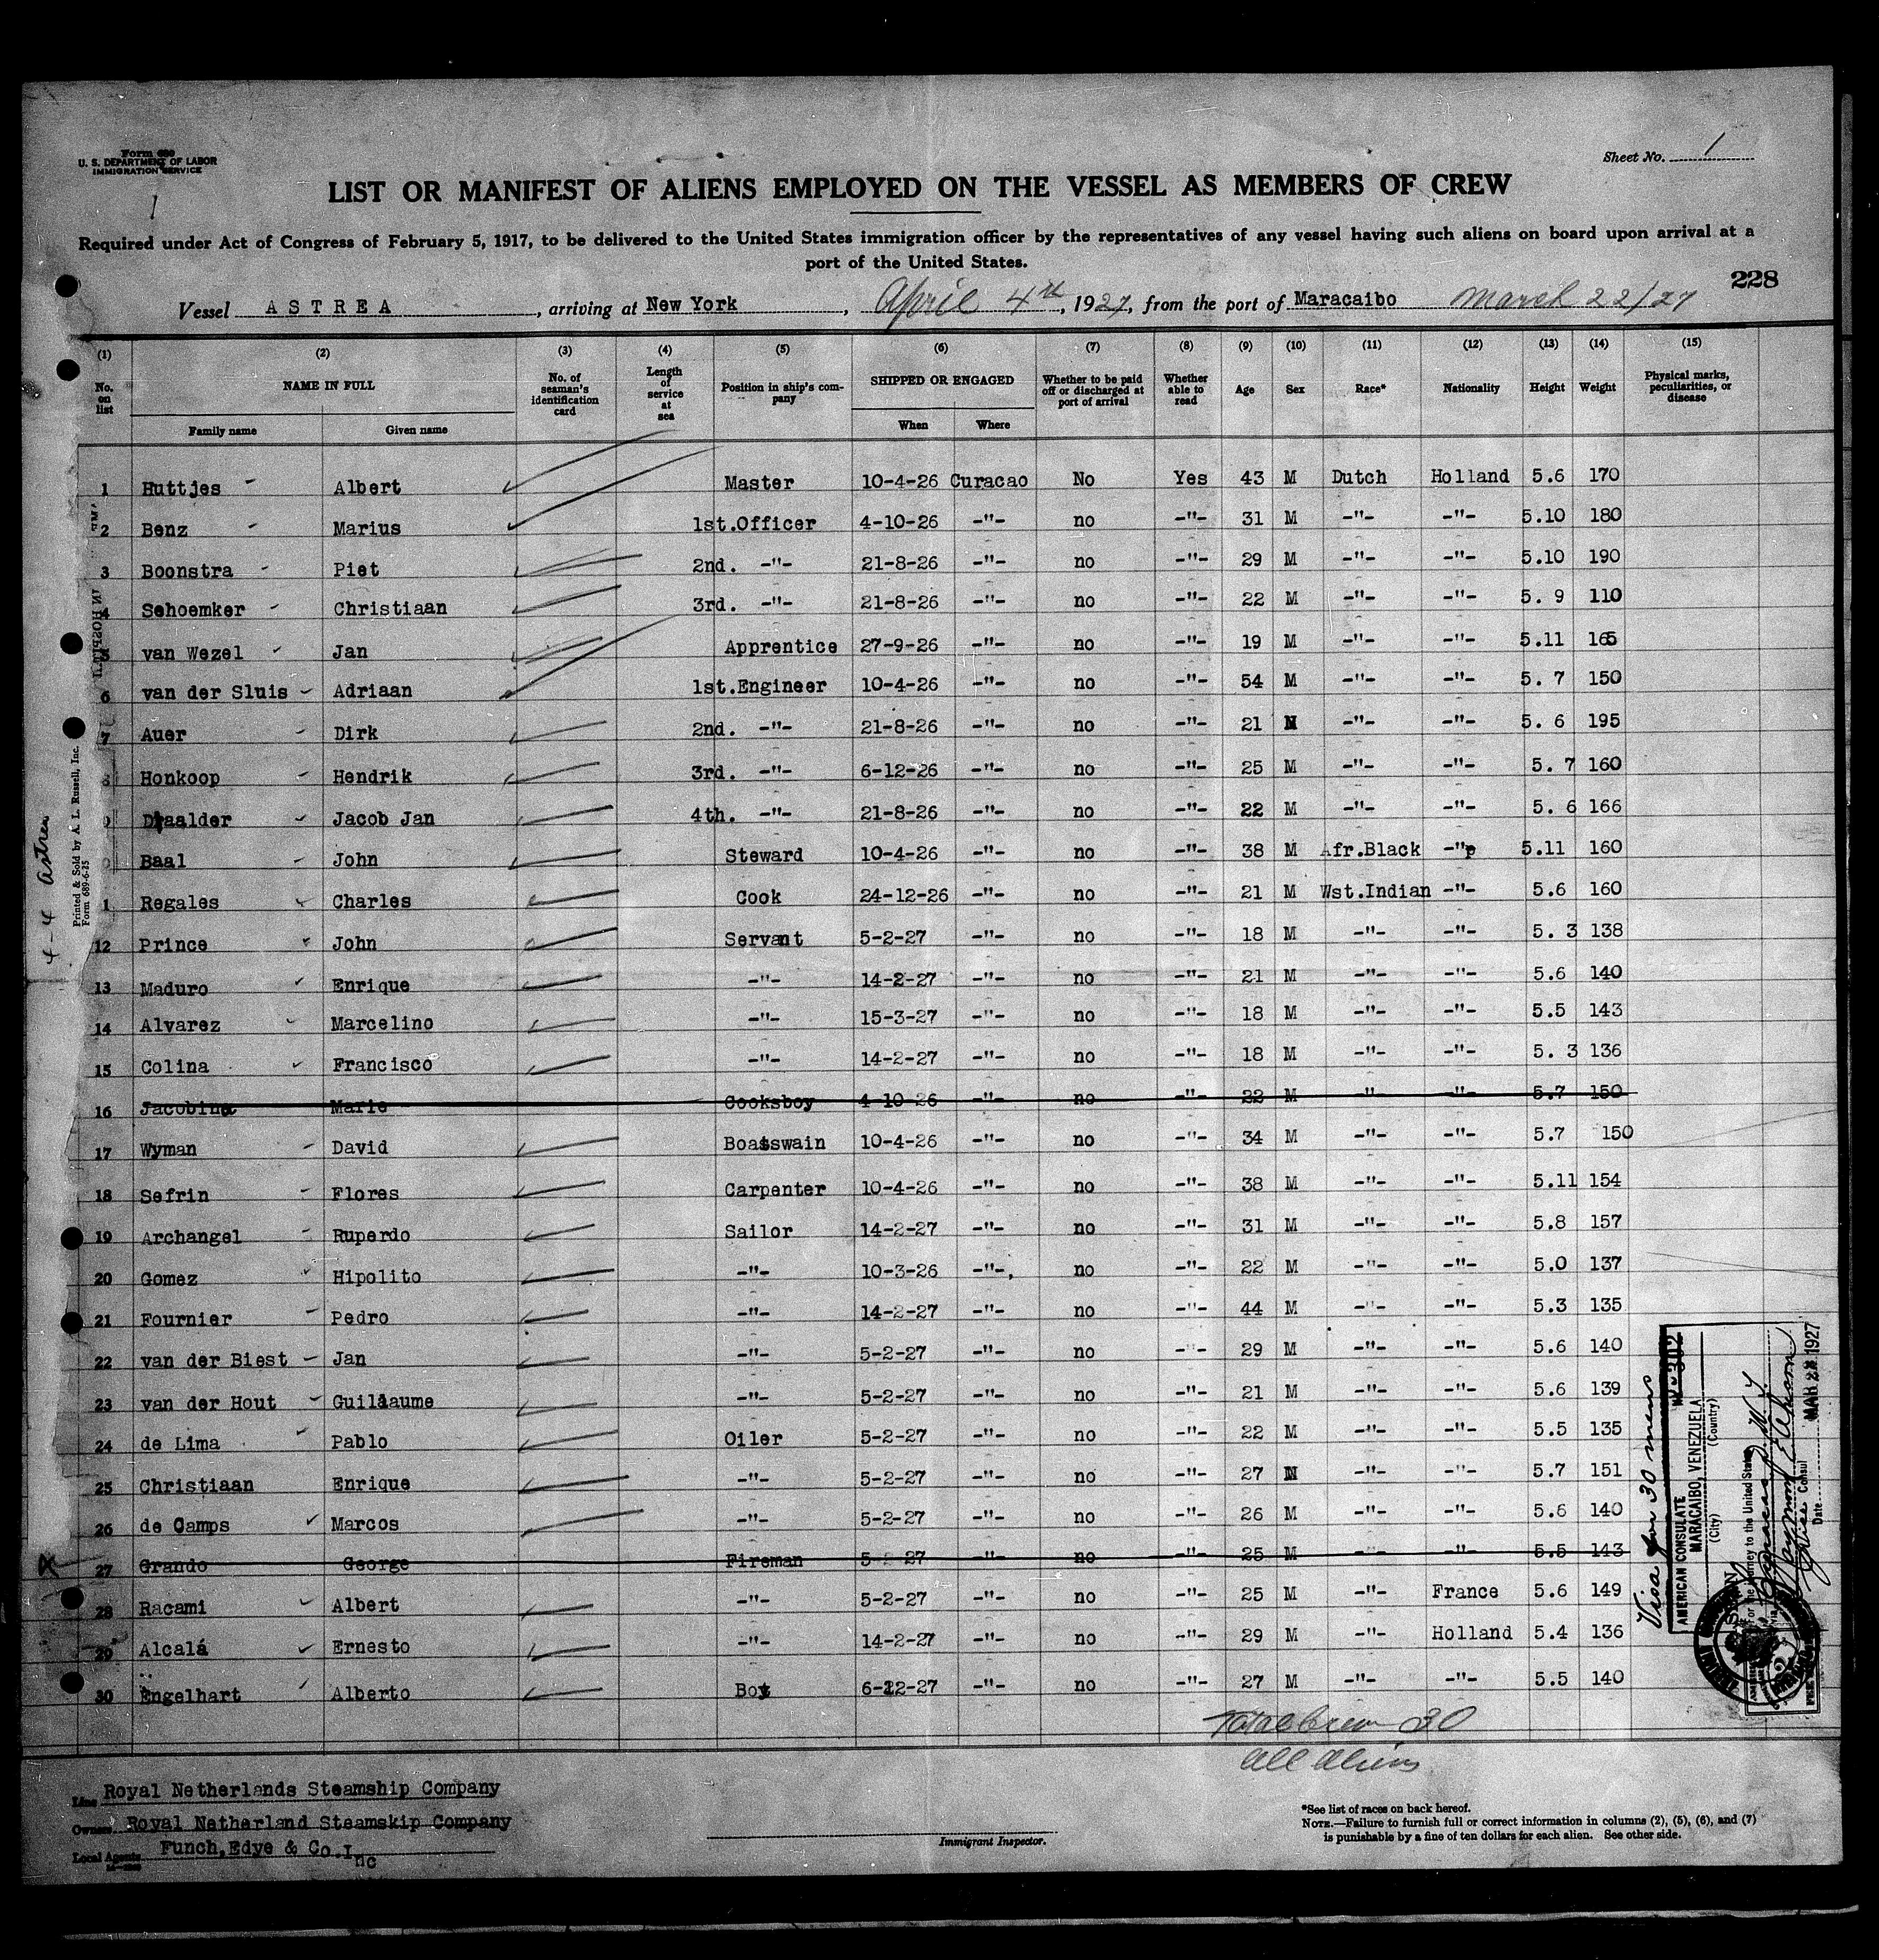 Form 689
U. S. DEPARTMENT OF LABOR
IMMIGRATION SERVICE
Sheet No. 1
1
LIST OR MANIFEST OF ALIENS EMPLOYED ON THE VESSEL AS MEMBERS OF CREW
Required under Act of Congress of February 5, 1917, to be delivered to the United States immigration officer by the representatives of any vessel having such aliens on board upon arrival at a
port of the United States.
228
Vessel ASTREA, arriving at New York, April 4th, 1927, from the port of Maracaibo March 22/27
(1) (2) (3) (4) (5) (6) (7) (8) (9) (10) (11) (12) (13) (14) (15)
No. on list NAME IN FULL Family name Given name No. of seaman's identification card Length of service at sea Position in ship's company SHIPPED OR ENGAGED When Where Whether to be paid off or discharged at port of arrival Whether able to read Age Sex Race* Nationality Height Weight Physical marks, peculiarities, or disease
1 Huttjes Albert Master 10-4-26 Curacao No Yes 43 M Dutch Holland 5.6 170
2 Benz Marius 1st.Officer 4-10-26 -"- no -"- 31 M -"- -"- 5.10 180
3 Boonstra Piet 2nd. -"- 21-8-26 -"- no -"- 29 M -"- -"- 5.10 190
4 Schoemker Christiaan 3rd. -"- 21-8-26 -"- no -"- 22 M -"- -"- 5. 9 110
5 van Wezel Jan Apprentice 27-9-26 -"- no -"- 19 M -"- -"- 5.11 165
6 van der Sluis Adriaan 1st.Engineer 10-4-26 -"- no -"- 54 M -"- -"- 5. 7 150
7 Auer Dirk 2nd. -"- 21-8-26 -"- no -"- 21 M -"- -"- 5. 6 195
8 Honkoop Hendrik 3rd. -"- 6-12-26 -"- no -"- 25 M -"- -"- 5. 7 160
9 Draalder Jacob Jan 4th. -"- 21-8-26 -"- no -"- 22 M -"- -"- 5. 6 166
0 Baal John Steward 10-4-26 -"- no -"- 38 M Afr.Black -"- 5.11 160
1 Regales Charles Cook 24-12-26 -"- no -"- 21 M Wst.Indian -"- 5.6 160
12 Prince John Servant 5-2-27 -"- no -"- 18 M -"- -"- 5. 3 138
13 Maduro Enrique -"- 14-2-27 -"- no -"- 21 M -"- -"- 5.6 140
14 Alvarez Marcelino -"- 15-3-27 -"- no -"- 18 M -"- -"- 5.5 143
15 Colina Francisco -"- 14-2-27 -"- no -"- 18 M -"- -"- 5. 3 136
16 Jacobina Marie Cooksboy 4-10-26 -"- no -"- 22 M -"- -"- 5.7 150
17 Wyman David Boatswain 10-4-26 -"- no -"- 34 M -"- -"- 5.7 150
18 Sefrin Flores Carpenter 10-4-26 -"- no -"- 38 M -"- -"- 5.11 154
19 Archangel Ruperdo Sailor 14-2-27 -"- no -"- 31 M -"- -"- 5.8 157
20 Gomez Hipolito -"- 10-3-26 -"-, no -"- 22 M -"- -"- 5.0 137
21 Fournier Pedro -"- 14-2-27 -"- no -"- 44 M -"- -"- 5.3 135
22 van der Biest Jan -"- 5-2-27 -"- no -"- 29 M -"- -"- 5.6 140
23 van der Hout Guillaume -"- 5-2-27 -"- no -"- 21 M -"- -"- 5.6 139
24 de Lima Pablo Oiler 5-2-27 -"- no -"- 22 M -"- -"- 5.5 135
25 Christiaan Enrique -"- 5-2-27 -"- no -"- 27 M -"- -"- 5.7 151
26 de Camps Marcos -"- 5-2-27 -"- no -"- 26 M -"- -"- 5.6 140
27 Grando George Fireman 5-2-27 -"- no -"- 25 M -"- -"- 5.5 143
28 Racami Albert -"- 5-2-27 -"- no -"- 25 M -"- France 5.6 149
29 Alcalá Ernesto -"- 14-2-27 -"- no -"- 29 M -"- Holland 5.4 136
30 Engelhart Alberto Boy 6-12-27 -"- no -"- 27 M -"- -"- 5.5 140
Total Crew 30
all aliens
Line Royal Netherlands Steamship Company
Owners Royal Netherland Steamskip Company
Local Agents Funch,Edye & Co.Inc
Immigrant Inspector.
*See list of races on back hereof.
NOTE.—Failure to furnish full or correct information in columns (2), (5), (6), and (7)
is punishable by a fine of ten dollars for each alien. See other side.
4-4 Astrea
Printed & Sold by A. L. Russell, Inc.
Form 689-6-25
Visa for 30 mens
AMERICAN CONSULATE
MARACAIBO, VENEZUELA
(City) (Country)
For the journey to the United States
via Curacao N.Y.
Vice Consul
Date MAR 22 1927